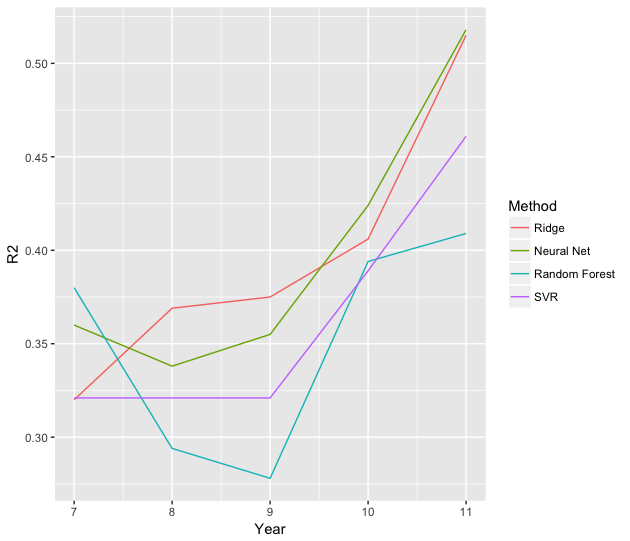 0.50
0.45
0.40
0.35
0.30
R2
7 8 9 10 11
Year
Method
Ridge
Neural Net
Random Forest
SVR